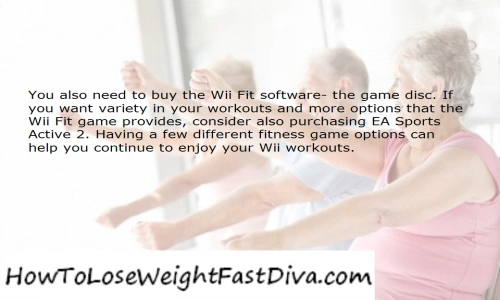 You also need to buy the Wii Fit software- the game disc. If
you want variety in your workouts and more options that the
Wii Fit game provides, consider also purchasing EA Sports
Active 2. Having a few different fitness game options can
help you continue to enjoy your Wii workouts.
HowToLoseWeightFastDiva.com